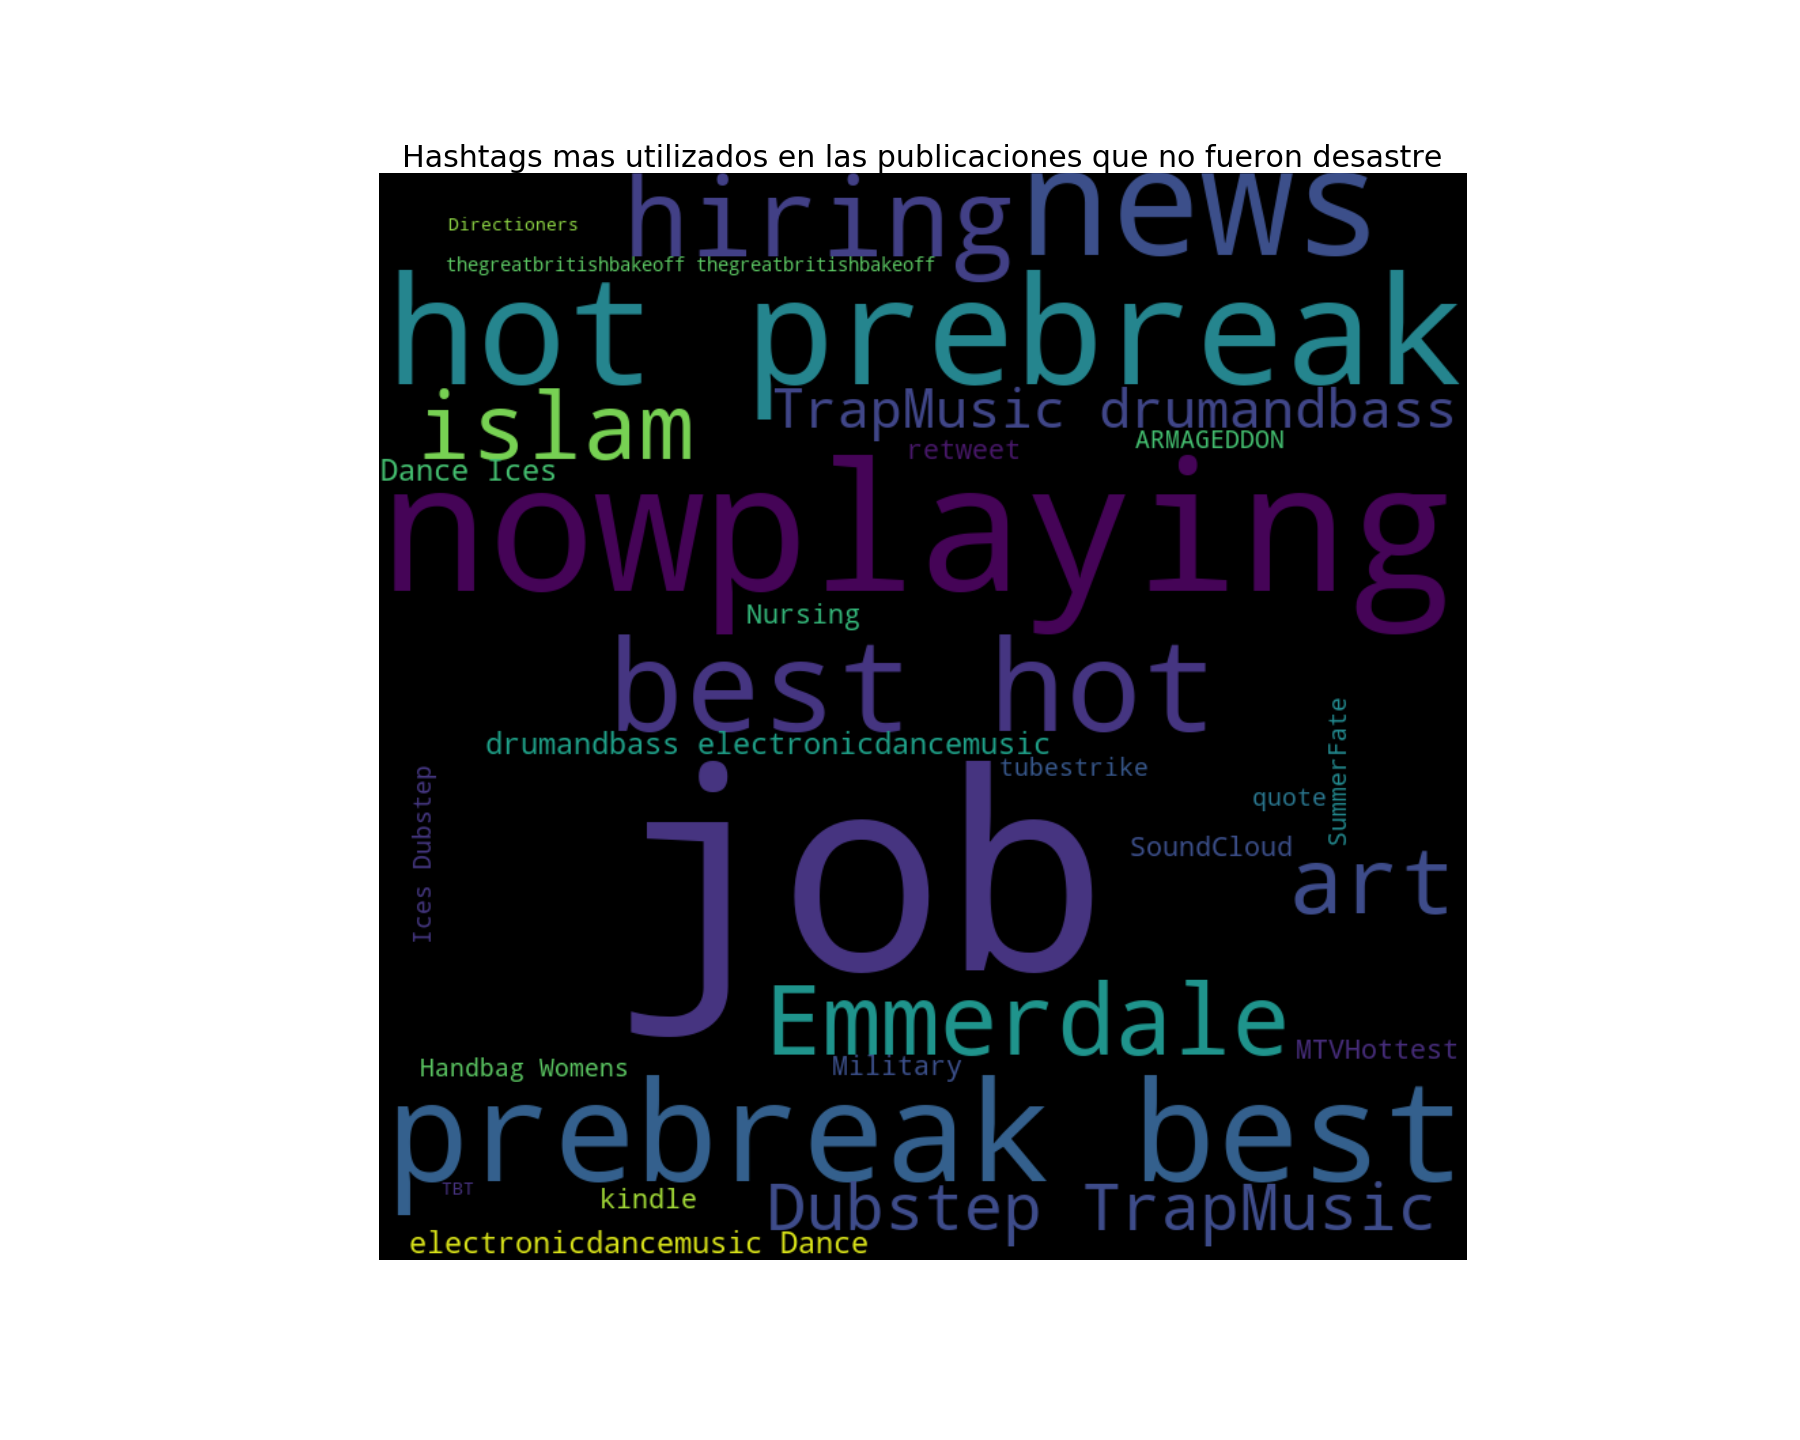 Hashtags mas utilizados en las publicaciones que no fueron desastre
hiring
news
Directioners
thegreatbritishbakeoff thegreatbritishbakeoff
hot prebreak
islam
TrapMusic drumandbass
retweet
ARMAGEDDON
Dance Ices
nowplaying
Nursing
best hot
drumandbass electronicdancemusic
tubestrike
SummerFate
quote
Ices Dubstep
job
SoundCloud
art
Emmerdale
MTVHottest
Handbag Womens
Military
prebreak best
TBT
kindle
Dubstep TrapMusic
electronicdancemusic Dance